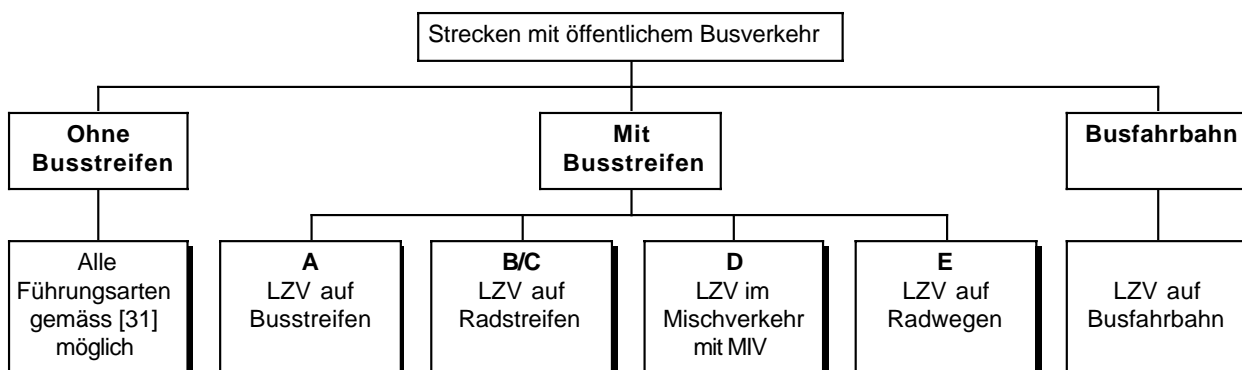 Strecken mit öffentlichem Busverkehr
Ohne
Busstreifen
Mit
Busstreifen
Busfahrbahn
Alle
Führungsarten
gemäss [31]
möglich
A
LZV auf
Busstreifen
B/C
LZV auf
Radstreifen
D
LZV im
Mischverkehr
mit MIV
E
LZV auf
Radwegen
LZV auf
Busfahrbahn